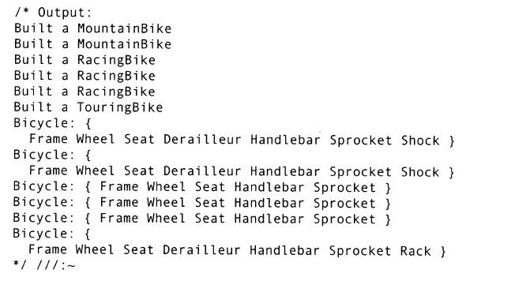 /* Output:
Built a MountainBike
Built a MountainBike
Built a RacingBike
Built a RacingBike
Built a RacingBike
Built a TouringBike
Bicycle: {
  Frame Wheel Seat Derailleur Handlebar Sprocket Shock }
Bicycle: {
  Frame Wheel Seat Derailleur Handlebar Sprocket Shock }
Bicycle: { Frame Wheel Seat Handlebar Sprocket }
Bicycle: { Frame Wheel Seat Handlebar Sprocket }
Bicycle: { Frame Wheel Seat Handlebar Sprocket }
Bicycle: {
  Frame Wheel Seat Derailleur Handlebar Sprocket Rack }
*/ ///:~